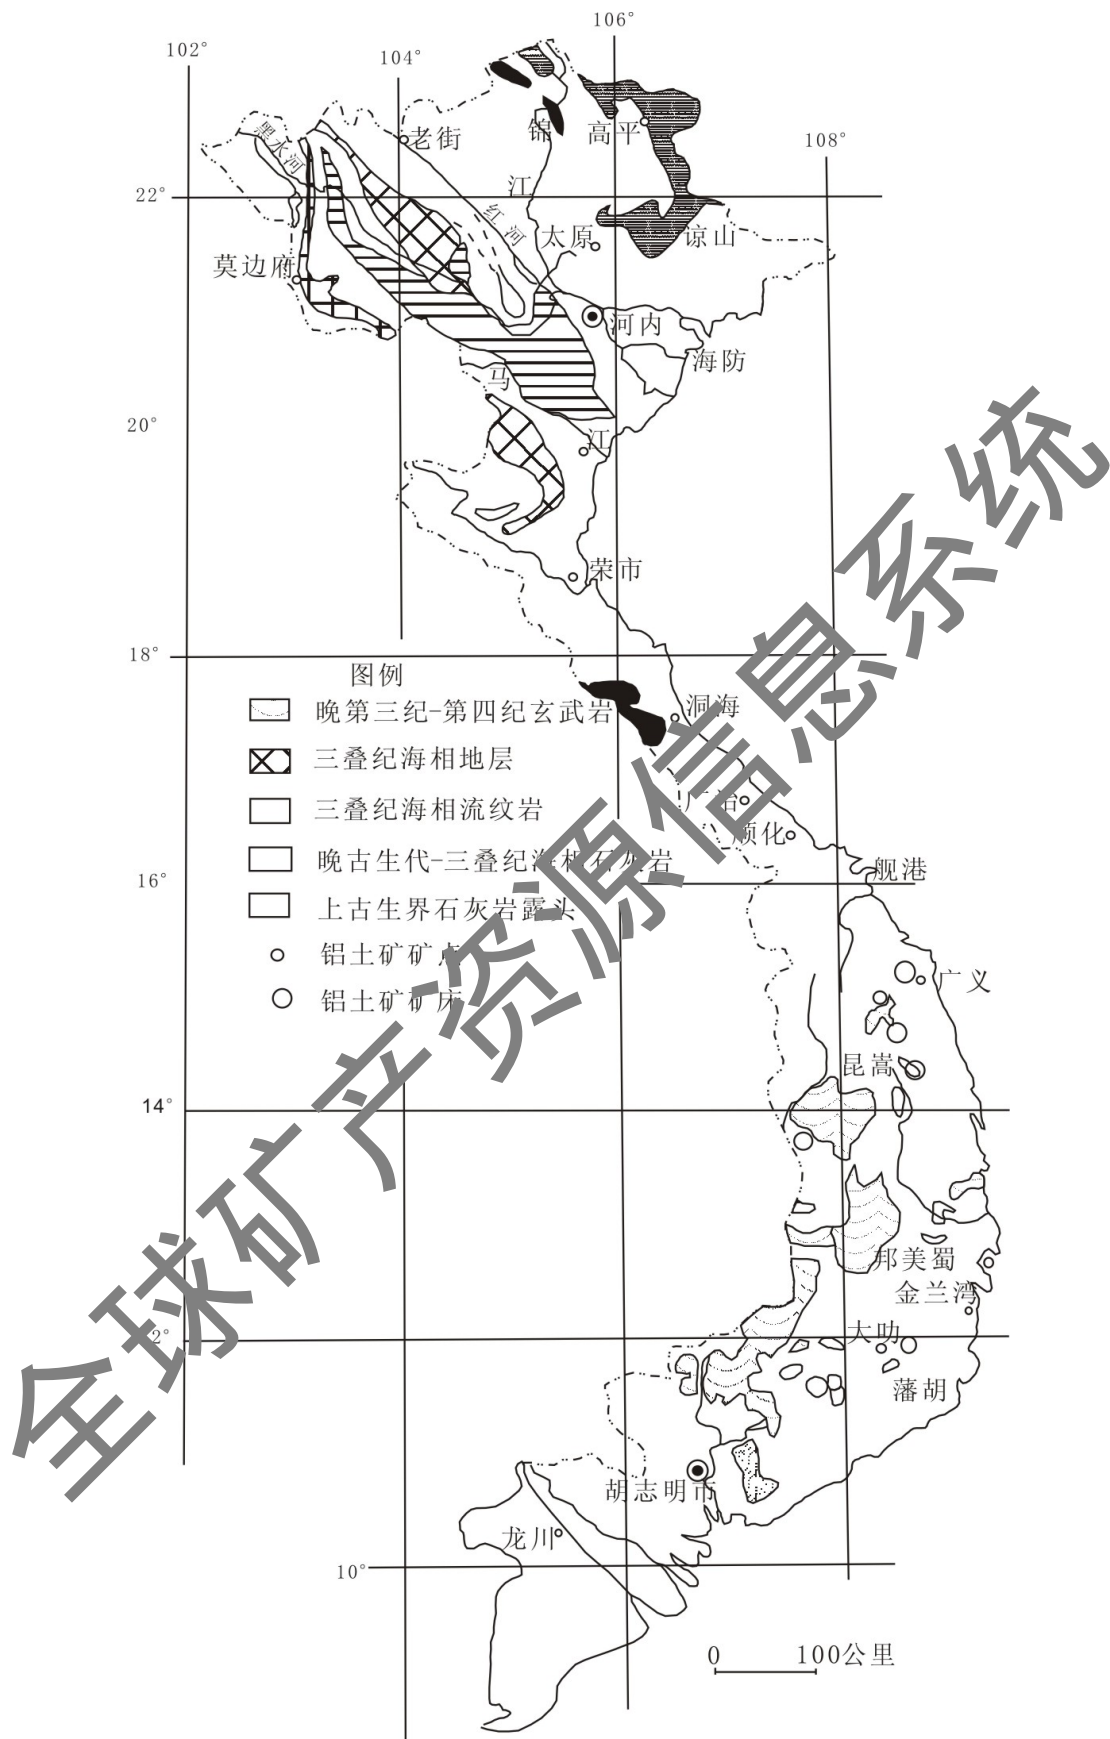 106°
102°
104°
108°
黑水河
老街
锦
高平
22°
江
红河
太原
谅山
莫边府
河内
海防
马
20°
江
荣市
18°
图例
洞海
晚第三纪-第四纪玄武岩
三叠纪海相地层
广治
三叠纪海相流纹岩
顺化
晚古生代-三叠纪海相石灰岩
舰港
16°
上古生界石灰岩露头
铝土矿矿点
广义
铝土矿矿床
昆嵩
14°
邦美蜀
金兰湾
2°
大叻
藩胡
胡志明市
龙川
10°
0 100公里
全球矿产资源信息系统